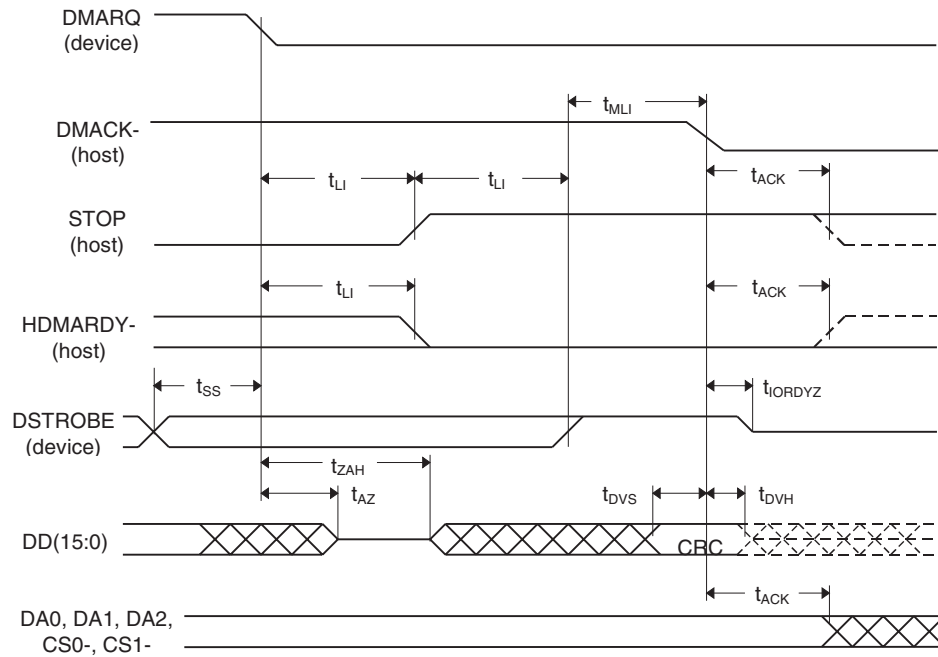 DMARQ
(device)
tMLI
DMACK-
(host)
tLI
tLI
tACK
STOP
(host)
tLI
tACK
HDMARDY-
(host)
tSS
tIORDYZ
DSTROBE
(device)
tZAH
tAZ
tDVS
tDVH
DD(15:0)
CRC
tACK
DA0, DA1, DA2,
CS0-, CS1-